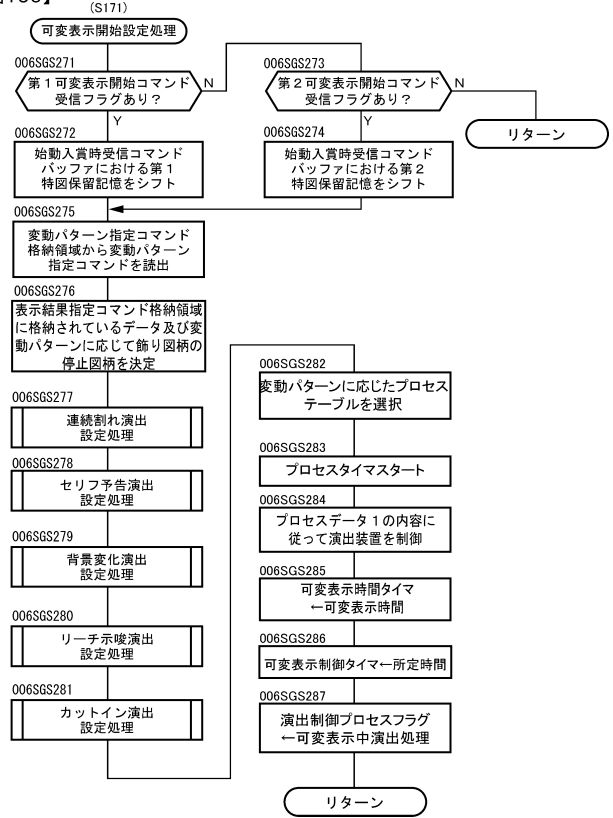 (S171)
可変表示開始設定処理
006SGS271
第１可変表示開始コマンド
受信フラグあり？
N
Y
006SGS273
第２可変表示開始コマンド
受信フラグあり？
N
Y
リターン
006SGS272
始動入賞時受信コマンド
バッファにおける第１
特図保留記憶をシフト
006SGS274
始動入賞時受信コマンド
バッファにおける第２
特図保留記憶をシフト
006SGS275
変動パターン指定コマンド
格納領域から変動パターン
指定コマンドを読出
006SGS276
表示結果指定コマンド格納領域
に格納されているデータ及び変
動パターンに応じて飾り図柄の
停止図柄を決定
006SGS277
連続割れ演出
設定処理
006SGS278
セリフ予告演出
設定処理
006SGS279
背景変化演出
設定処理
006SGS280
リーチ示唆演出
設定処理
006SGS281
カットイン演出
設定処理
006SGS282
変動パターンに応じたプロセス
テーブルを選択
006SGS283
プロセスタイマスタート
006SGS284
プロセスデータ１の内容に
従って演出装置を制御
006SGS285
可変表示時間タイマ
←可変表示時間
006SGS286
可変表示制御タイマ←所定時間
006SGS287
演出制御プロセスフラグ
←可変表示中演出処理
リターン